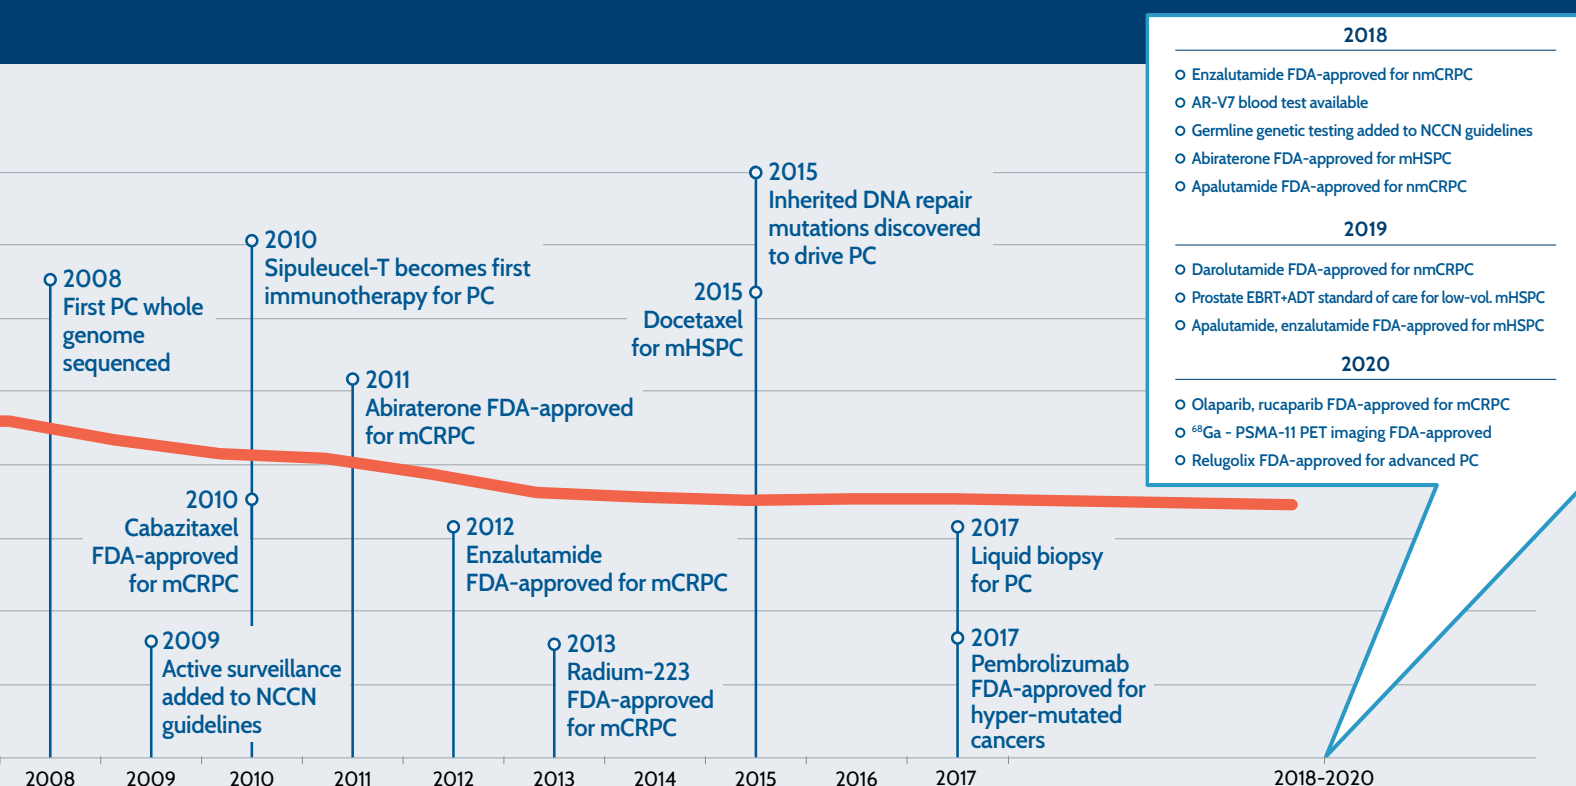 2018
Enzalutamide FDA-approved for nmCRPC
AR-V7 blood test available
Germline genetic testing added to NCCN guidelines
Abiraterone FDA-approved for mHSPC
Apalutamide FDA-approved for nmCRPC
2019
Darolutamide FDA-approved for nmCRPC
Prostate EBRT+ADT standard of care for low-vol. mHSPC
Apalutamide, enzalutamide FDA-approved for mHSPC
2020
Olaparib, rucaparib FDA-approved for mCRPC
⁶⁸Ga - PSMA-11 PET imaging FDA-approved
Relugolix FDA-approved for advanced PC
2008
First PC whole
genome
sequenced
2010
Sipuleucel-T becomes first
immunotherapy for PC
2015
Inherited DNA repair
mutations discovered
to drive PC
2015
Docetaxel
for mHSPC
2011
Abiraterone FDA-approved
for mCRPC
2010
Cabazitaxel
FDA-approved
for mCRPC
2012
Enzalutamide
FDA-approved for mCRPC
2017
Liquid biopsy
for PC
2009
Active surveillance
added to NCCN
guidelines
2013
Radium-223
FDA-approved
for mCRPC
2017
Pembrolizumab
FDA-approved for
hyper-mutated
cancers
2008 2009 2010 2011 2012 2013 2014 2015 2016 2017 2018-2020